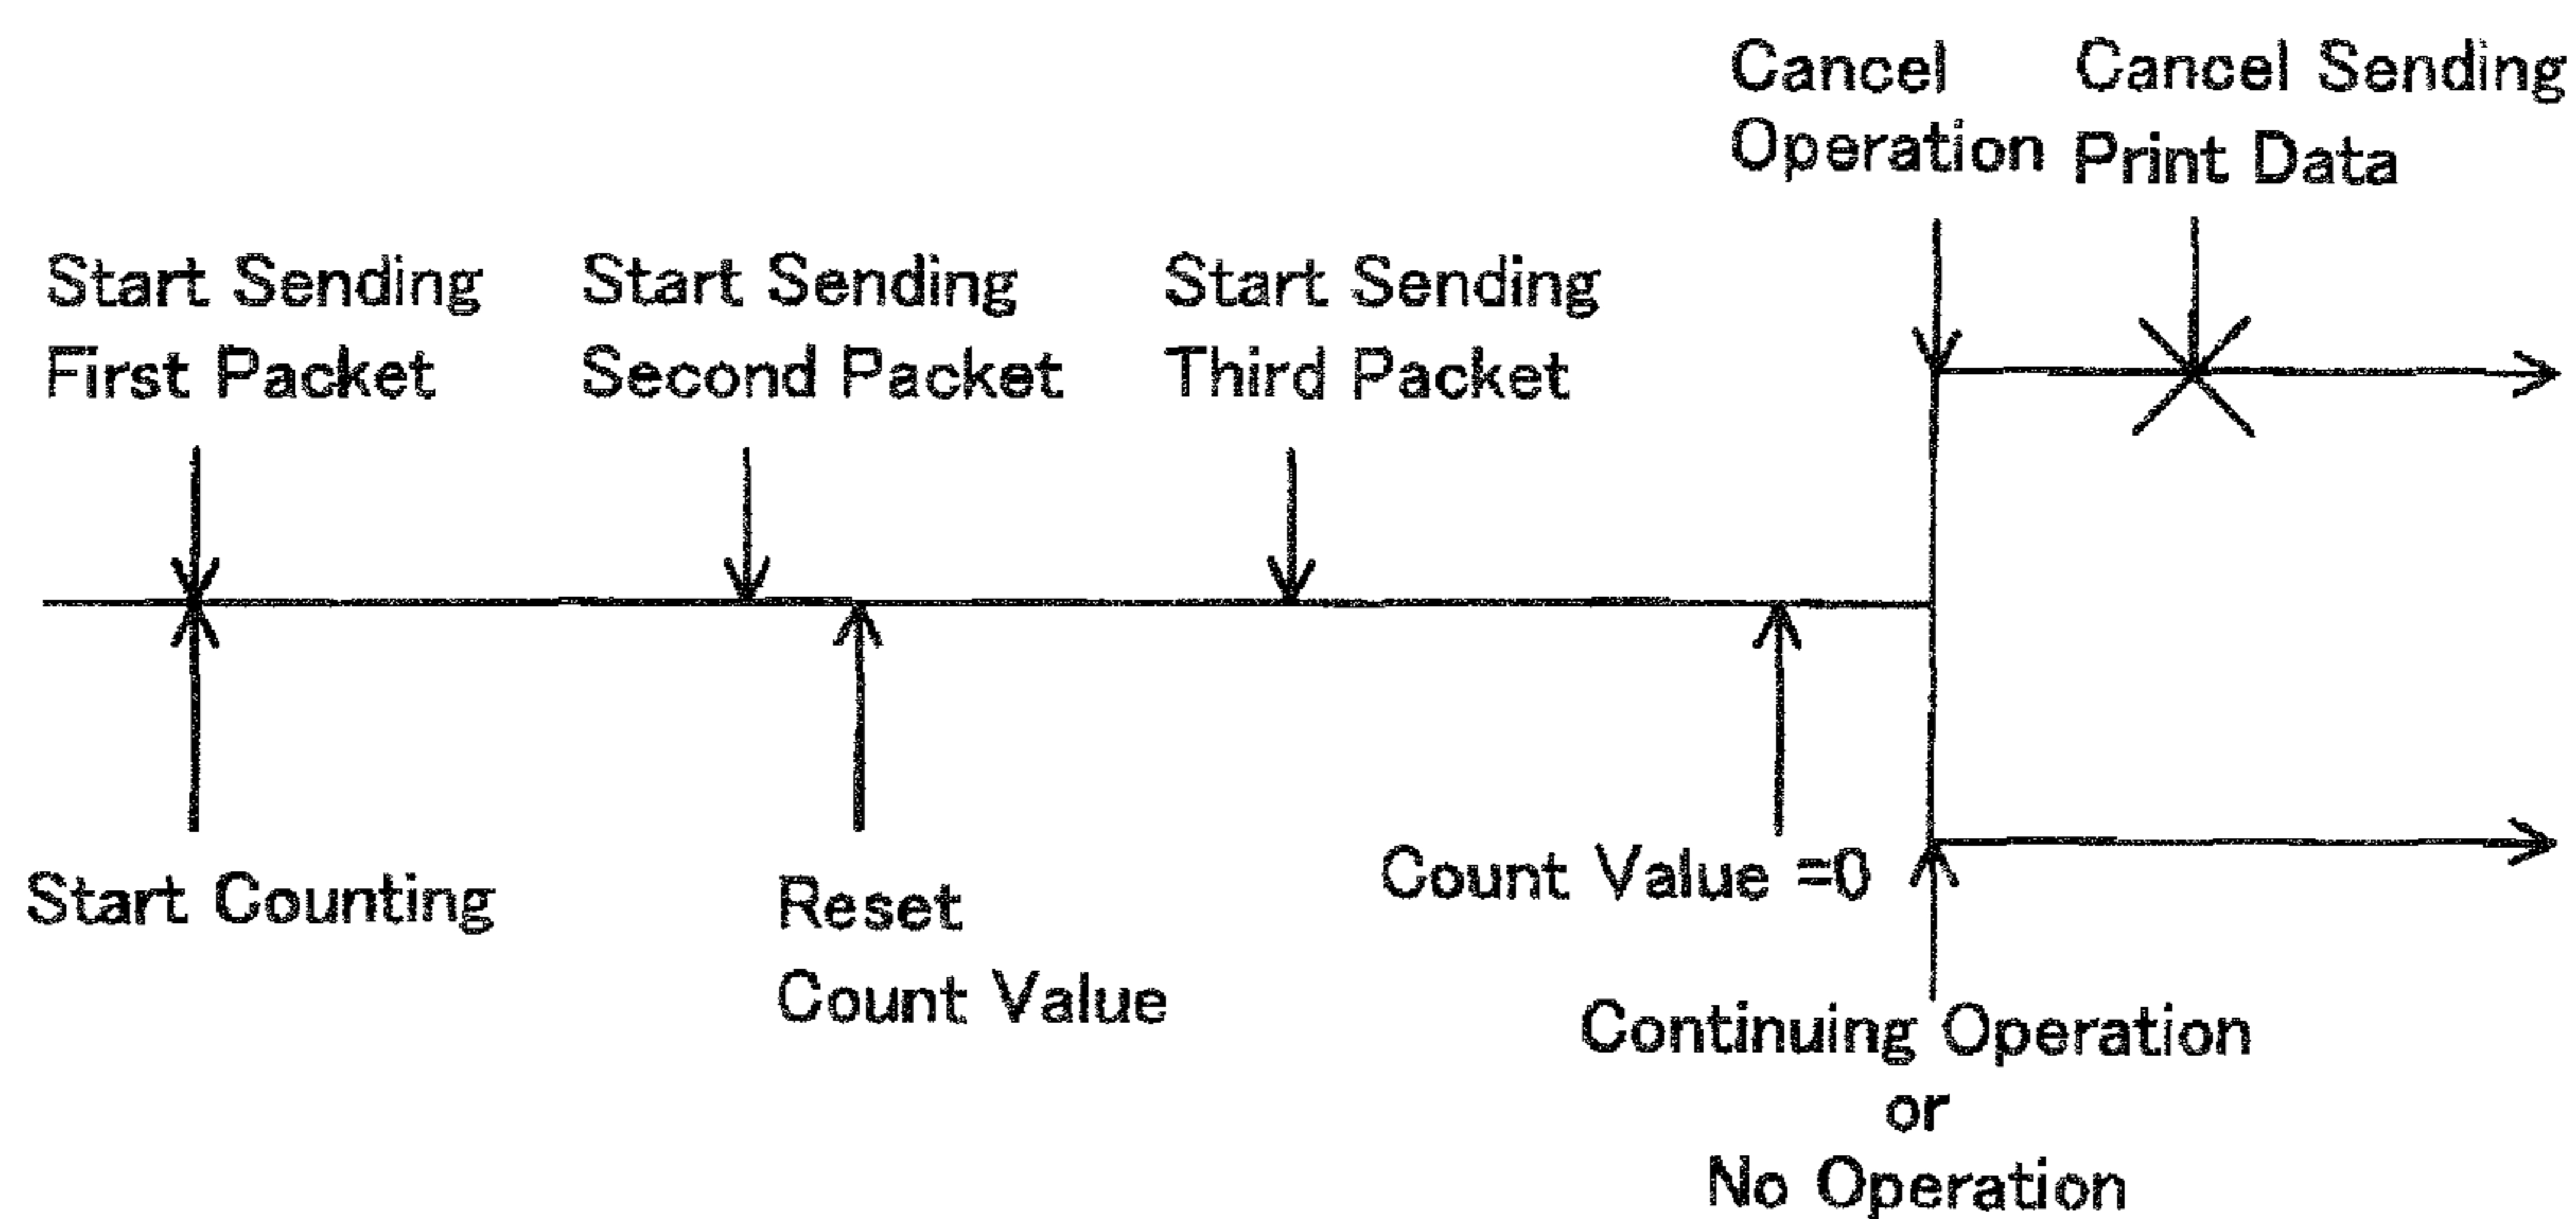 Cancel
Operation
Cancel Sending
Print Data
Start Sending
First Packet
Start Sending
Second Packet
Start Sending
Third Packet
Start Counting
Reset
Count Value
Count Value =0
Continuing Operation
or
No Operation